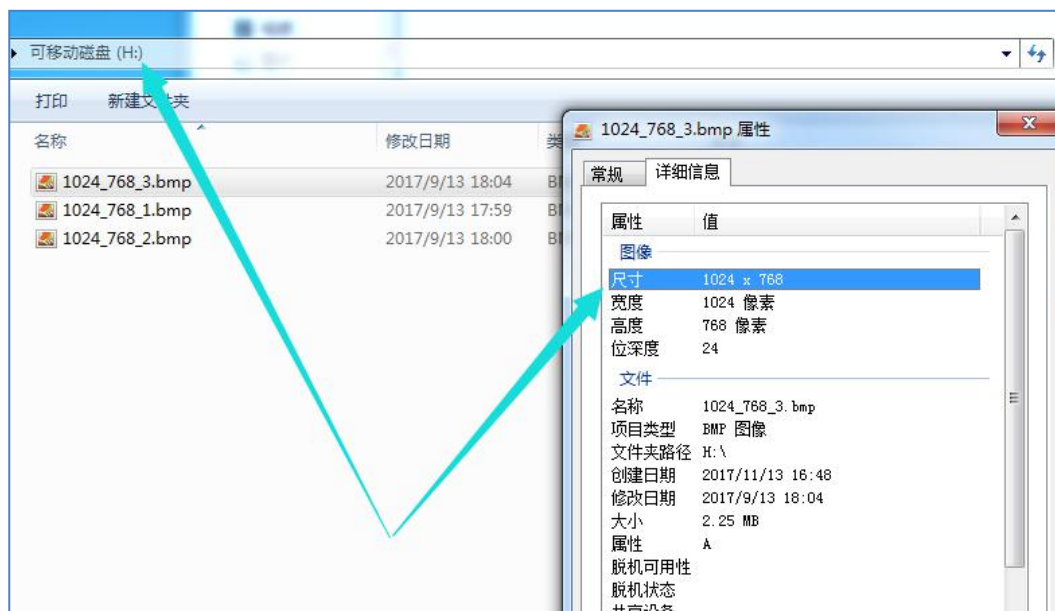 可移动磁盘 (H:)
打印 新建文件夹
名称 修改日期 类
1024_768_3.bmp 2017/9/13 18:04
1024_768_1.bmp 2017/9/13 17:59
1024_768_2.bmp 2017/9/13 18:00
1024_768_3.bmp 属性
常规 详细信息
属性 值
图像
尺寸 1024 x 768
宽度 1024 像素
高度 768 像素
位深度 24
文件
名称 1024_768_3.bmp
项目类型 BMP 图像
文件夹路径 H:\
创建日期 2017/11/13 16:48
修改日期 2017/9/13 18:04
大小 2.25 MB
属性 A
脱机可用性
脱机状态
共享设备